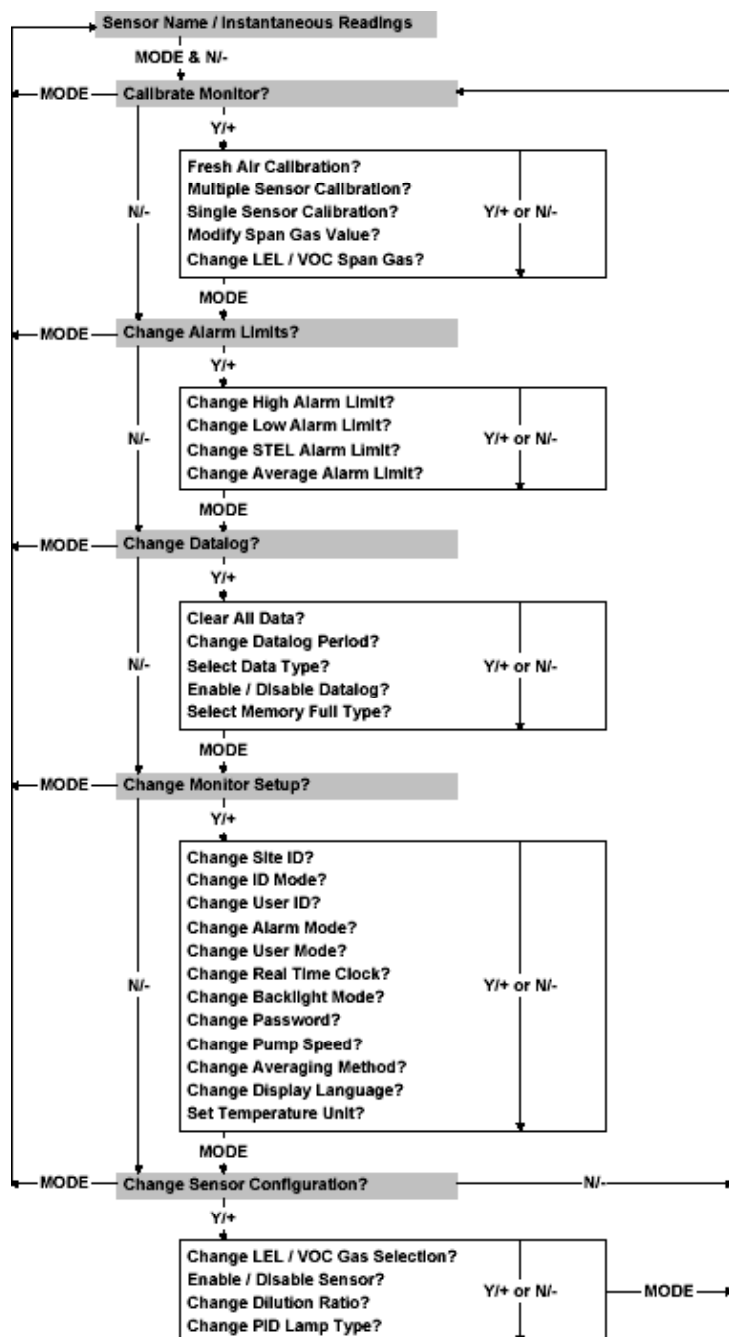 Sensor Name / Instantaneous Readings
MODE & N/-
MODE
Calibrate Monitor?
Y/+
Fresh Air Calibration?
Multiple Sensor Calibration?
N/-
Single Sensor Calibration?
Y/+ or N/-
Modify Span Gas Value?
Change LEL / VOC Span Gas?
MODE
MODE
Change Alarm Limits?
Y/+
Change High Alarm Limit?
Change Low Alarm Limit?
N/-
Y/+ or N/-
Change STEL Alarm Limit?
Change Average Alarm Limit?
MODE
MODE
Change Datalog?
Y/+
Clear All Data?
Change Datalog Period?
N/-
Select Data Type?
Y/+ or N/-
Enable / Disable Datalog?
Select Memory Full Type?
MODE
MODE
Change Monitor Setup?
Y/+
Change Site ID?
Change ID Mode?
Change User ID?
Change Alarm Mode?
Change User Mode?
Change Real Time Clock?
N/-
Y/+ or N/-
Change Backlight Mode?
Change Password?
Change Pump Speed?
Change Averaging Method?
Change Display Language?
Set Temperature Unit?
MODE
MODE
Change Sensor Configuration?
N/-
Y/+
Change LEL / VOC Gas Selection?
Enable / Disable Sensor?
Y/+ or N/-
MODE
Change Dilution Ratio?
Change PID Lamp Type?